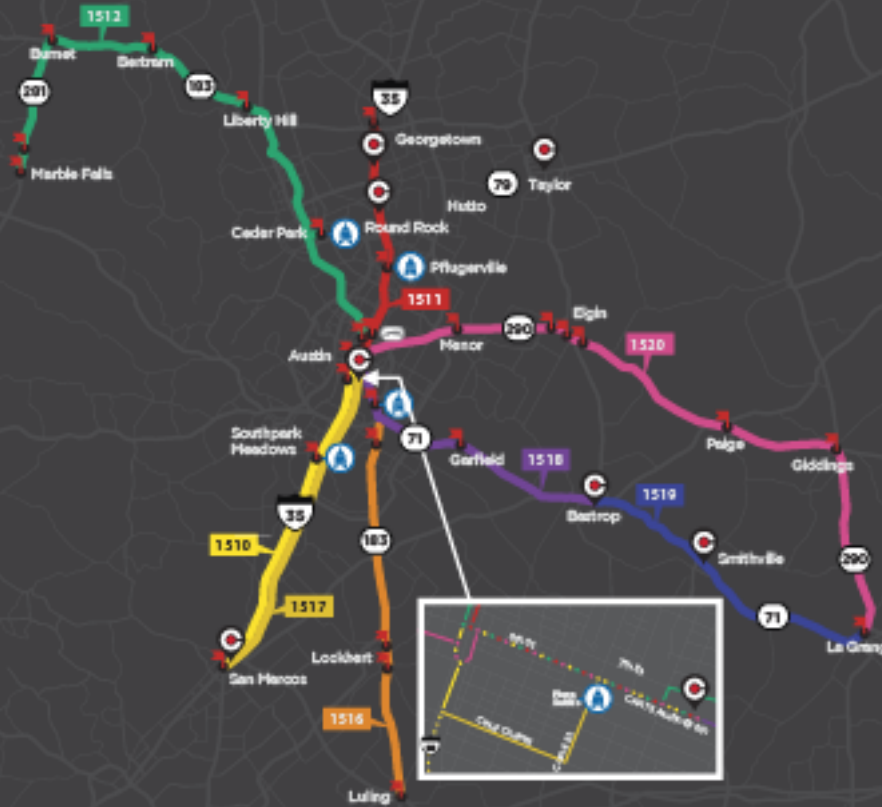 1512
Burnet
Bertram
183
281
35
Liberty Hill
Georgetown
Marble Falls
79
Taylor
Hutto
Cedar Park
Round Rock
Pflugerville
1511
Elgin
290
Manor
1520
Austin
Southpark
Meadows
71
Garfield
1518
Paige
Giddings
1519
Bastrop
35
1510
183
Smithville
290
1517
71
La Grang
Lockhart
San Marcos
7th St
1516
Luling